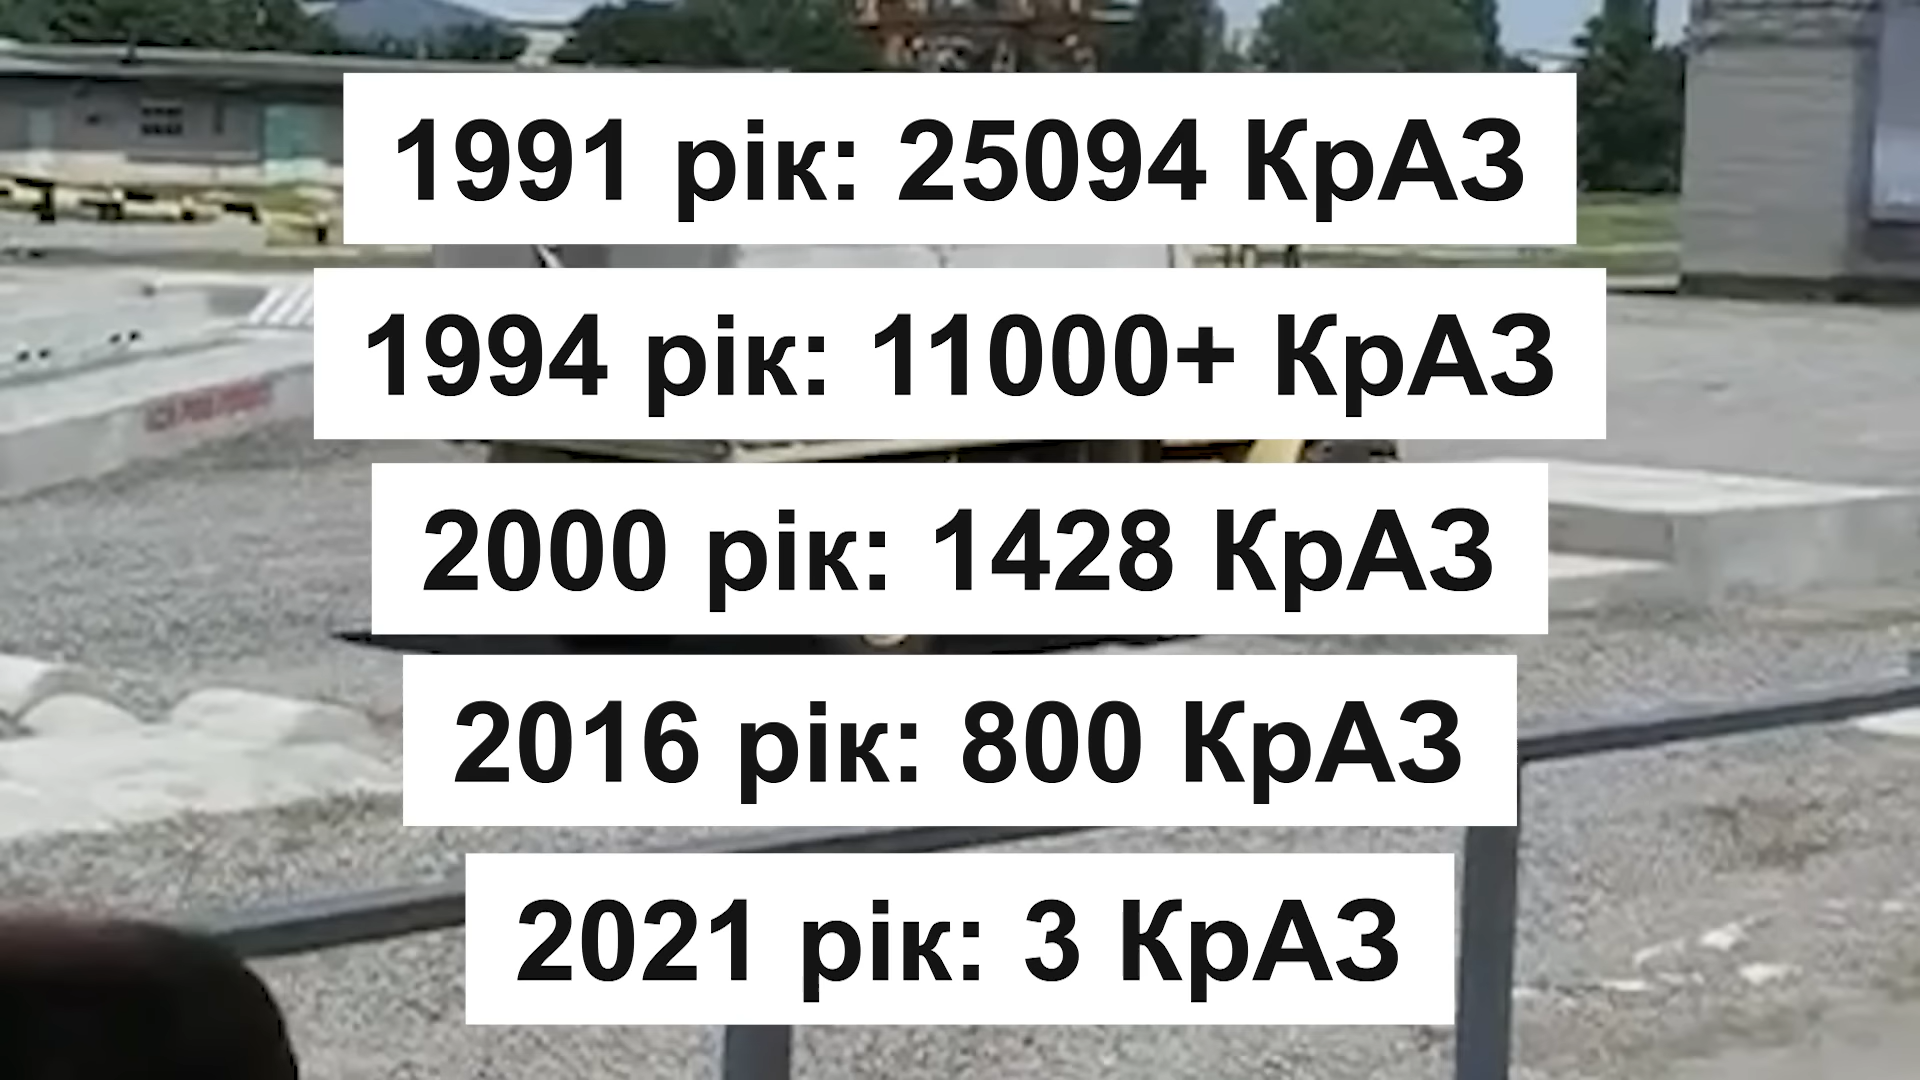 1991 рік: 25094 КрАЗ
1994 рік: 11000+ КрАЗ
2000 рік: 1428 КрАЗ
2016 рік: 800 КрАЗ
2021 рік: 3 КрАЗ